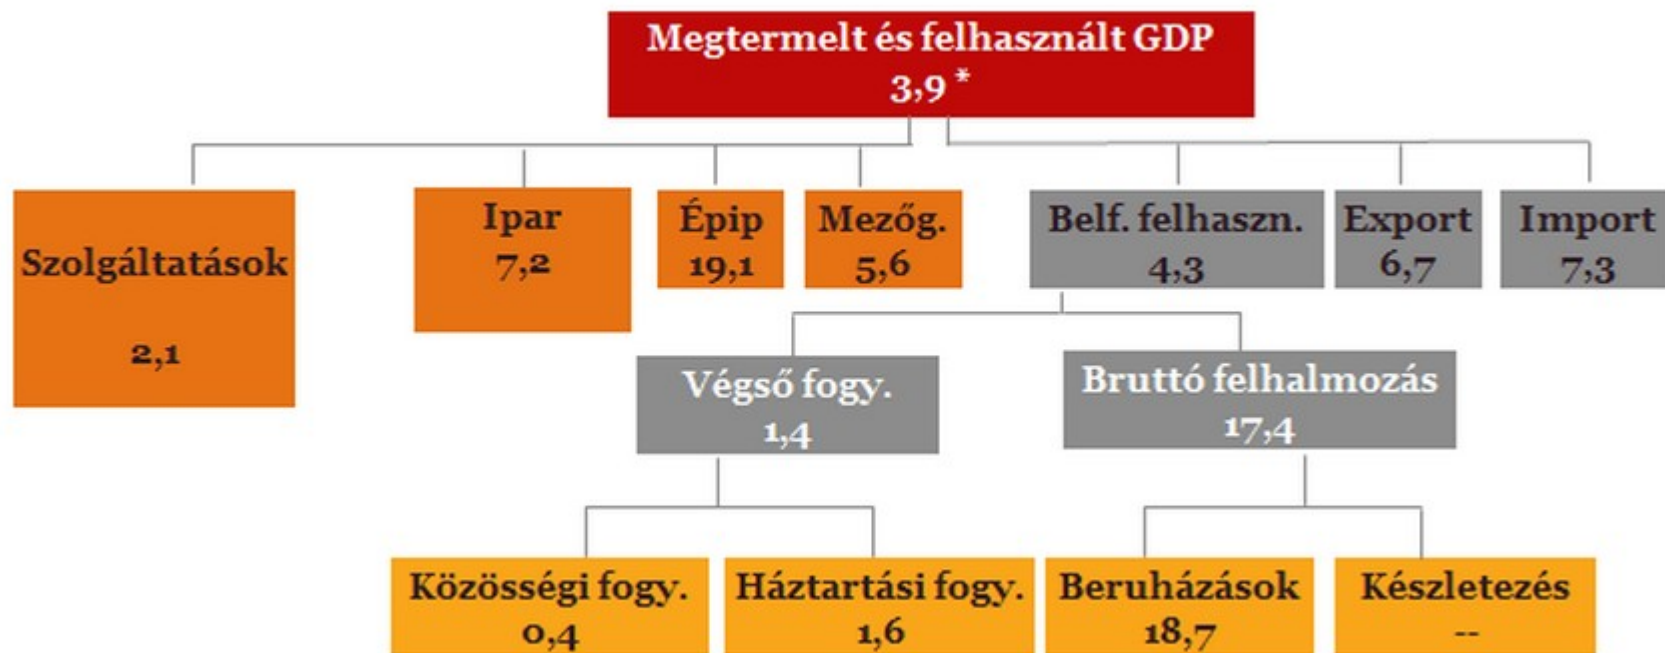 Megtermelt és felhasznált GDP
3,9 *
Szolgáltatások
2,1
Ipar
7,2
Épip
19,1
Mezőg.
5,6
Belf. felhaszn.
4,3
Export
6,7
Import
7,3
Végső fogy.
1,4
Bruttó felhalmozás
17,4
Közösségi fogy.
0,4
Háztartási fogy.
1,6
Beruházások
18,7
Készletezés
--